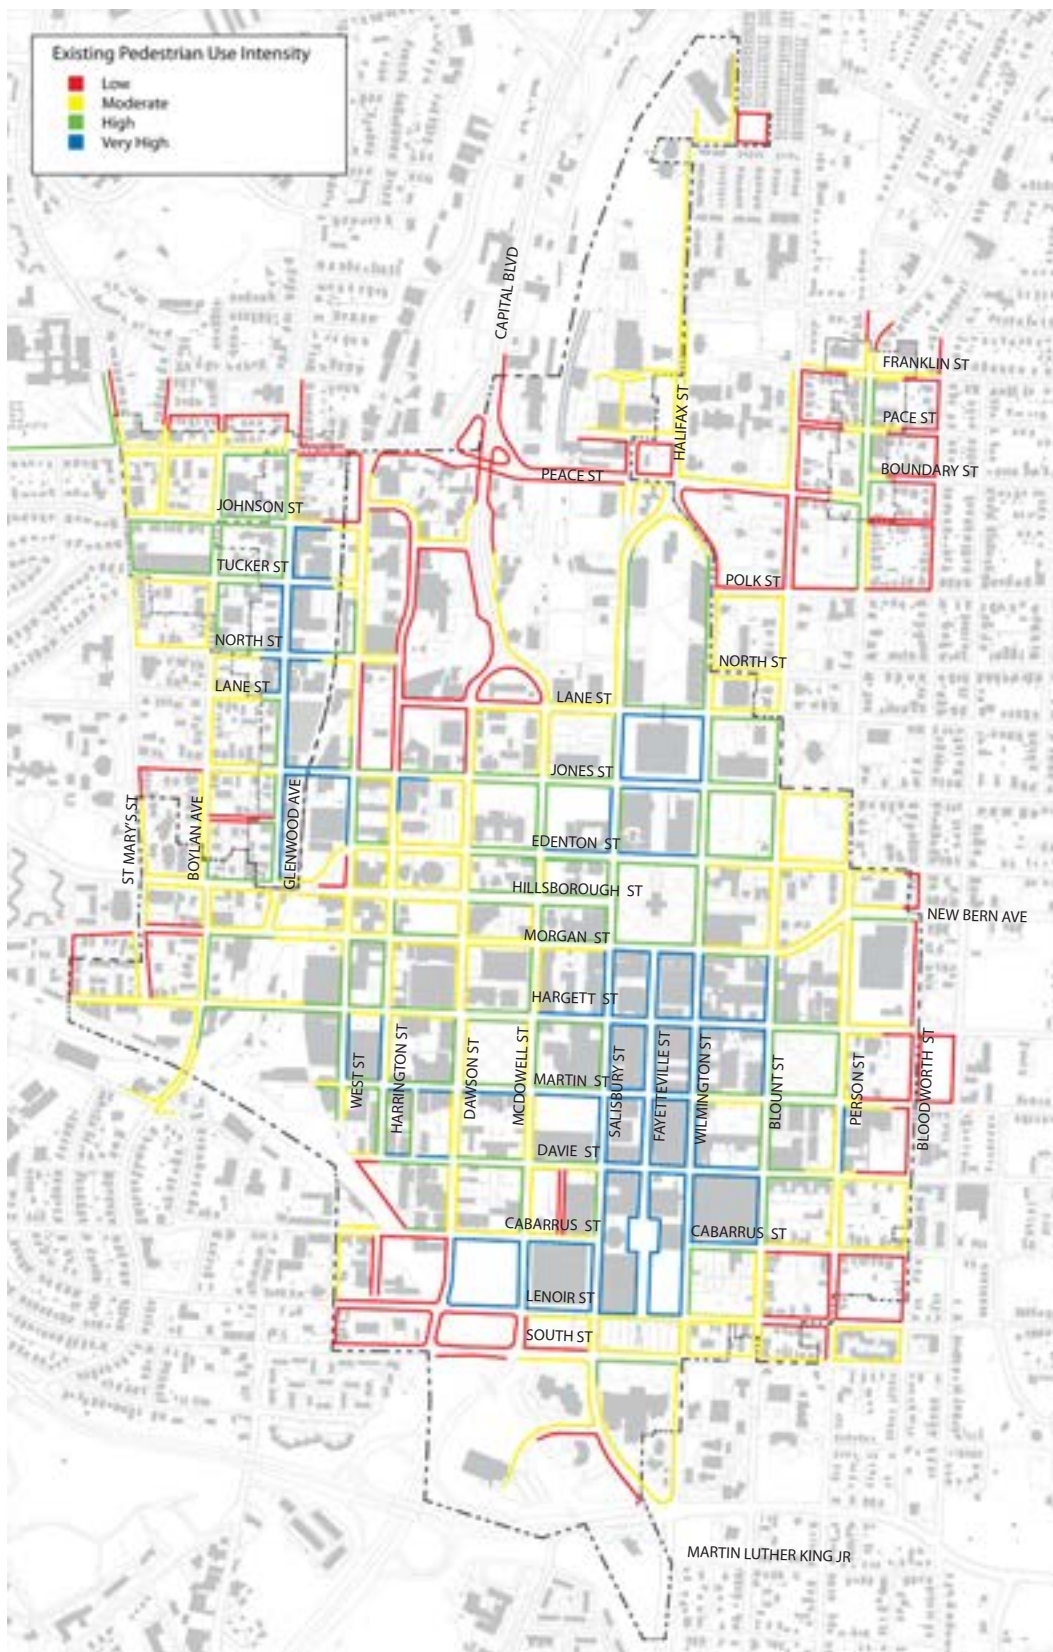 Existing Pedestrian Use Intensity
Low
Moderate
High
Very High
CAPITAL BLVD
FRANKLIN ST
HALIFAX ST
PACE ST
PEACE ST
BOUNDARY ST
JOHNSON ST
TUCKER ST
POLK ST
NORTH ST
NORTH ST
LANE ST
LANE ST
JONES ST
ST MARY'S ST
BOYLAN AVE
GLENWOOD AVE
EDENTON ST
HILLSBOROUGH ST
NEW BERN AVE
MORGAN ST
HARGETT ST
WEST ST
HARRINGTON ST
DAWSON ST
MCDOWELL ST
MARTIN ST
SALISBURY ST
FAYETTEVILLE ST
WILMINGTON ST
BLOUNT ST
PERSON ST
BLOODWORTH ST
DAVIE ST
CABARRUS ST
CABARRUS ST
LENOIR ST
SOUTH ST
MARTIN LUTHER KING JR